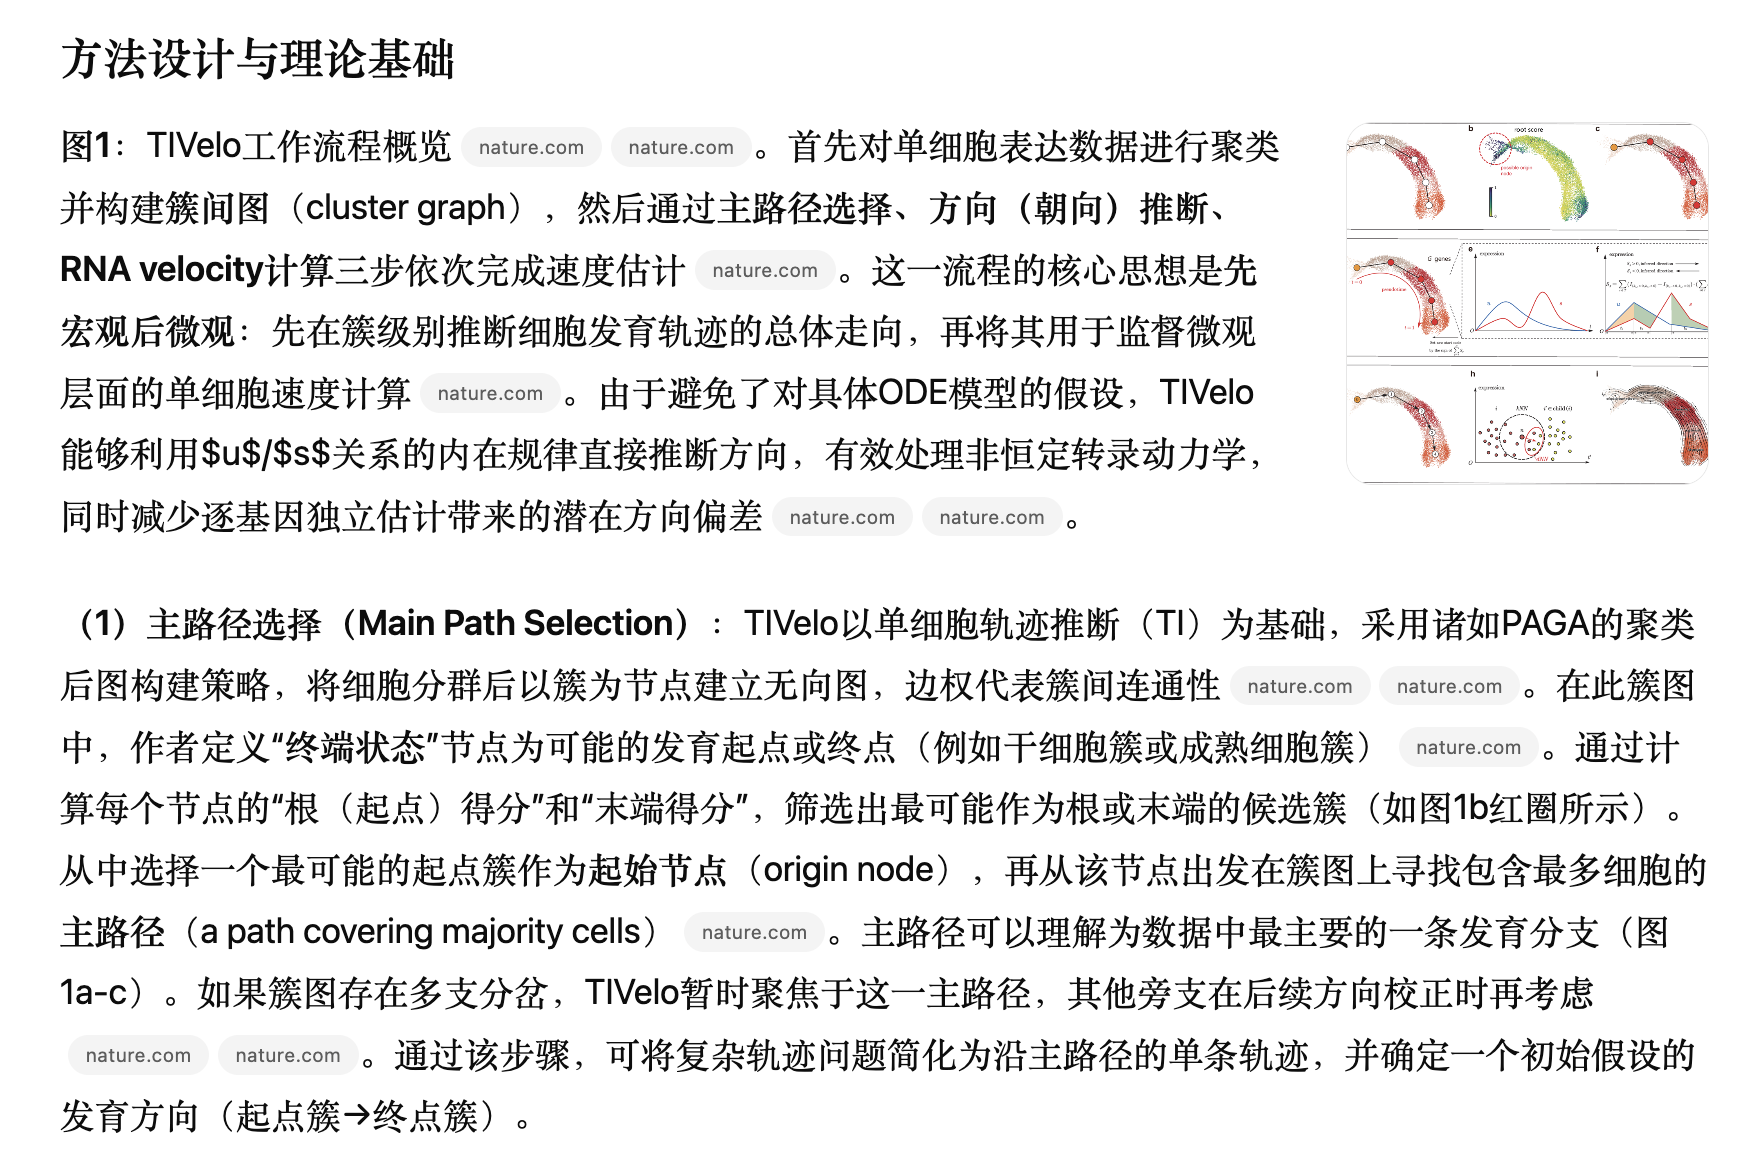 方法设计与理论基础
图1：TIVelo工作流程概览 nature.com nature.com 。首先对单细胞表达数据进行聚类
并构建簇间图（cluster graph），然后通过主路径选择、方向（朝向）推断、
RNA velocity计算三步依次完成速度估计 nature.com 。这一流程的核心思想是先
宏观后微观：先在簇级别推断细胞发育轨迹的总体走向，再将其用于监督微观
层面的单细胞速度计算 nature.com 。由于避免了对具体ODE模型的假设，TIVelo
能够利用$u$/$s$关系的内在规律直接推断方向，有效处理非恒定转录动力学，
同时减少逐基因独立估计带来的潜在方向偏差 nature.com nature.com 。
b root score c
possible origin
node
e expression f expression
G genes
pseudotime
h expression i
kNN
（1）主路径选择（Main Path Selection）：TIVelo以单细胞轨迹推断（TI）为基础，采用诸如PAGA的聚类
后图构建策略，将细胞分群后以簇为节点建立无向图，边权代表簇间连通性 nature.com nature.com 。在此簇图
中，作者定义“终端状态”节点为可能的发育起点或终点（例如干细胞簇或成熟细胞簇） nature.com 。通过计
算每个节点的“根（起点）得分”和“末端得分”，筛选出最可能作为根或末端的候选簇（如图1b红圈所示）。
从中选择一个最可能的起点簇作为起始节点（origin node），再从该节点出发在簇图上寻找包含最多细胞的
主路径（a path covering majority cells） nature.com 。主路径可以理解为数据中最主要的一条发育分支（图
1a-c）。如果簇图存在多支分岔，TIVelo暂时聚焦于这一主路径，其他旁支在后续方向校正时再考虑
nature.com nature.com 。通过该步骤，可将复杂轨迹问题简化为沿主路径的单条轨迹，并确定一个初始假设的
发育方向（起点簇→终点簇）。